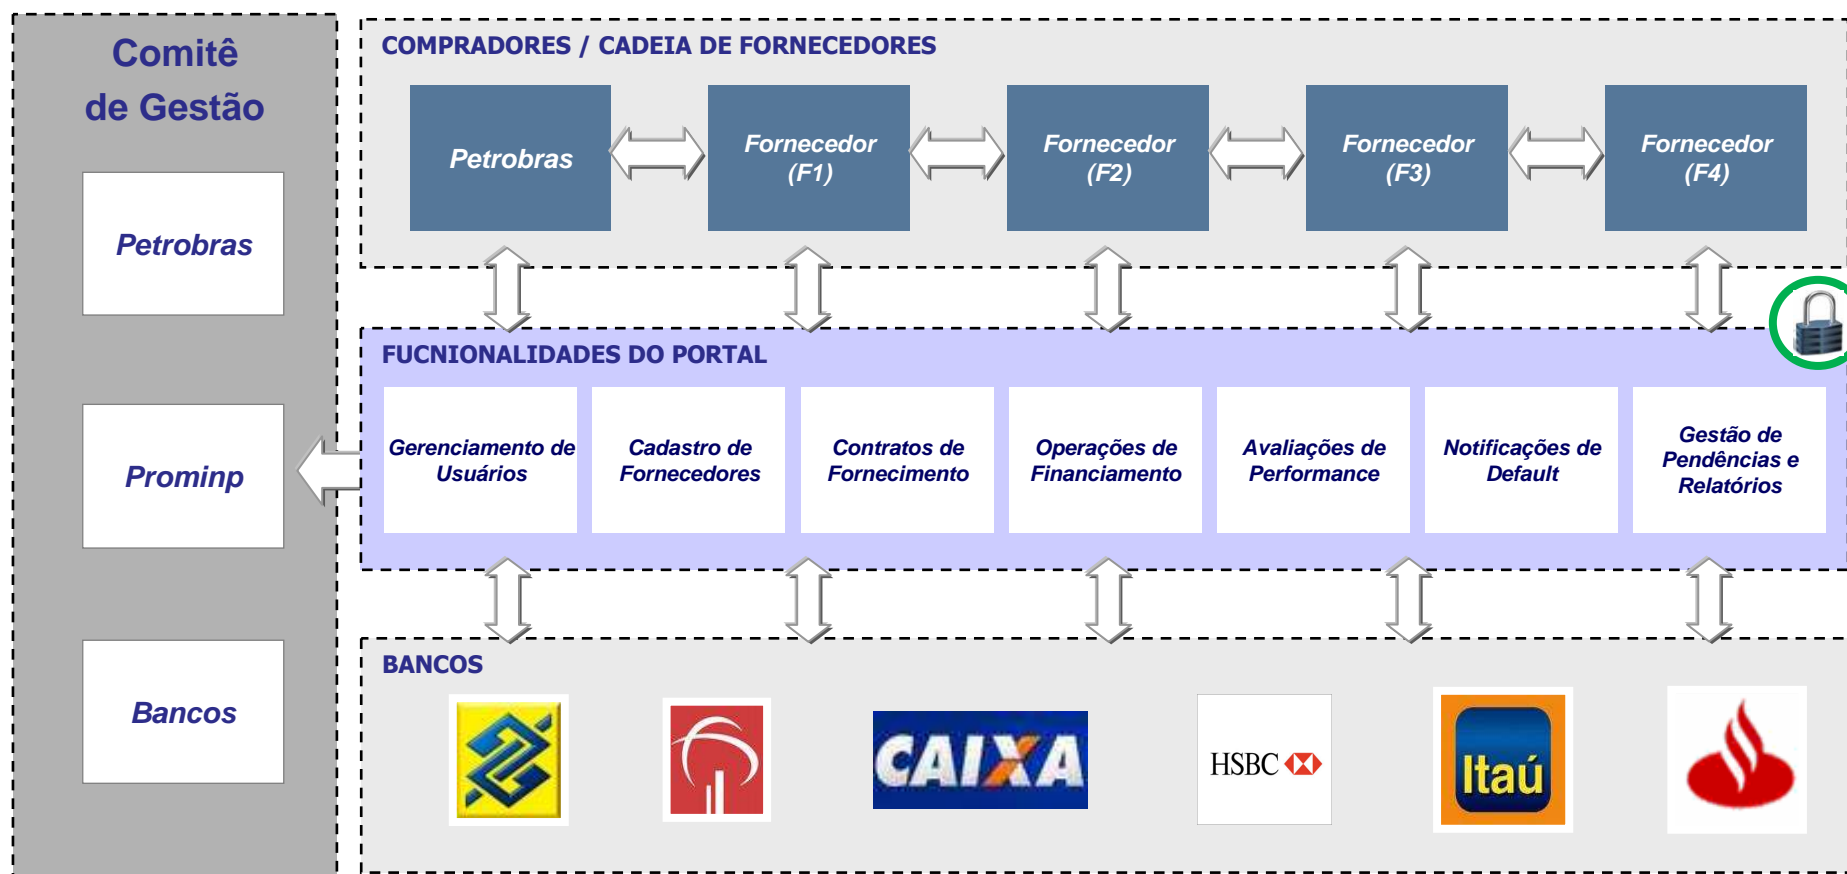 Comitê
de Gestão
Petrobras
Prominp
Bancos
COMPRADORES / CADEIA DE FORNECEDORES
Petrobras
Fornecedor
(F1)
Fornecedor
(F2)
Fornecedor
(F3)
Fornecedor
(F4)
FUCNIONALIDADES DO PORTAL
Gerenciamento de
Usuários
Cadastro de
Fornecedores
Contratos de
Fornecimento
Operações de
Financiamento
Avaliações de
Performance
Notificações de
Default
Gestão de
Pendências e
Relatórios
BANCOS
CAIXA
HSBC
Itaú